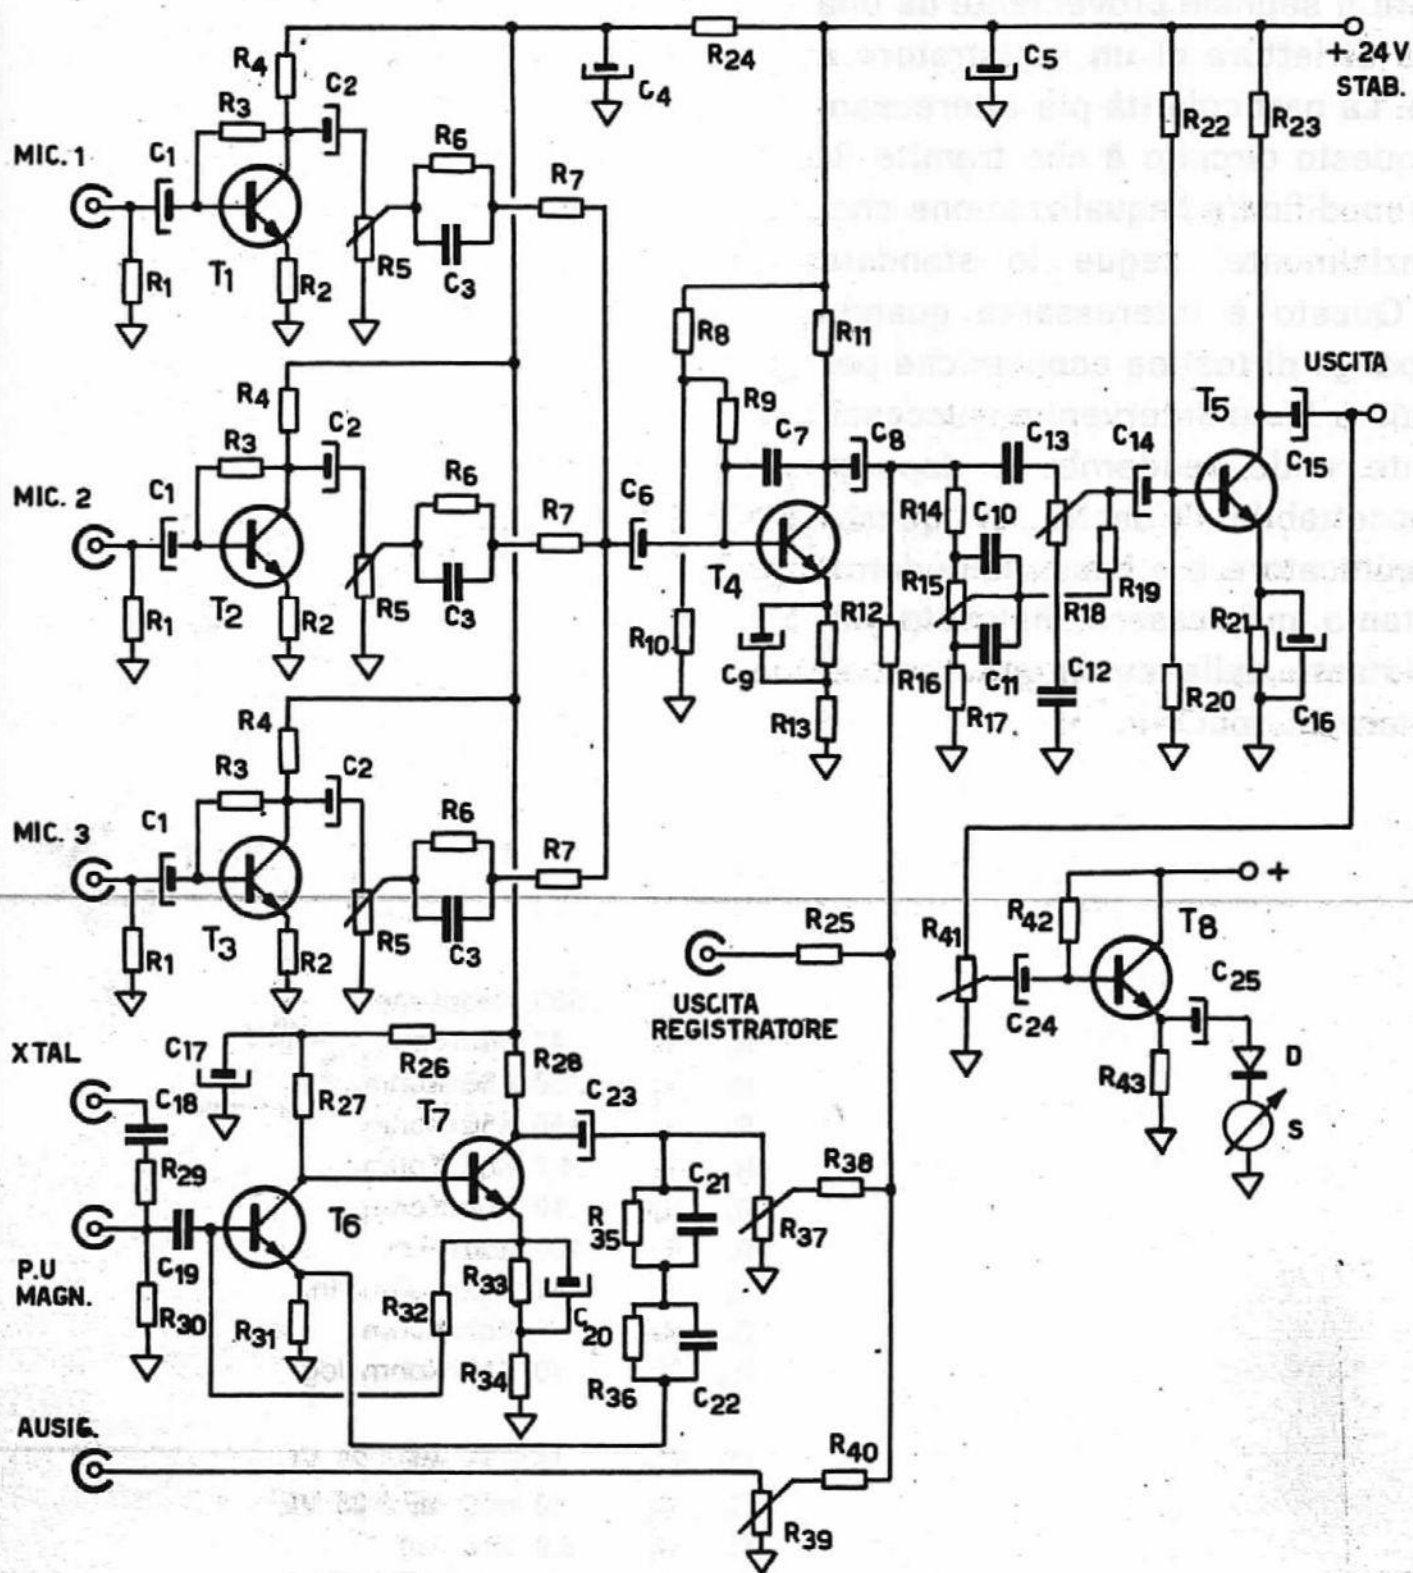 R4
C2
R24
C4
C5
+ 24 V
STAB.
R3
MIC. 1
C1
R6
R7
R22
R23
R1
T1
R2
R5
C3
R8
R11
USCITA
R4
C2
R9
C7
C8
C13
C14
T5
C15
R3
MIC. 2
C1
R6
R7
C6
R14
C10
R1
T2
R2
R5
C3
T4
R15
R18
R19
R10
C9
R12
R16
C11
R17
C12
R20
R21
C16
R13
R4
C2
R3
MIC. 3
C1
R6
R7
R1
T3
R2
R5
C3
R25
USCITA
REGISTRATORE
R41
R42
T8
+
C24
C25
R43
D
S
XTAL
C17
R26
R28
C18
R27
T7
C23
R29
T6
C21
R38
R35
R37
C19
P.U
MAGN.
R30
R31
R32
R33
C20
R34
R36
C22
AUSIL.
R40
R39